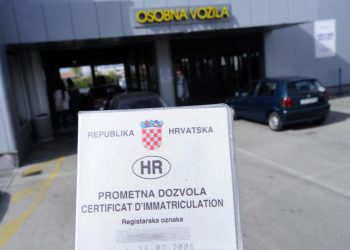 OSOBNA VOZILA
REPUBLIKA HRVATSKA
HR
PROMETNA DOZVOLA
CERTIFICAT D'IMMATRICULATION
Registarska oznaka